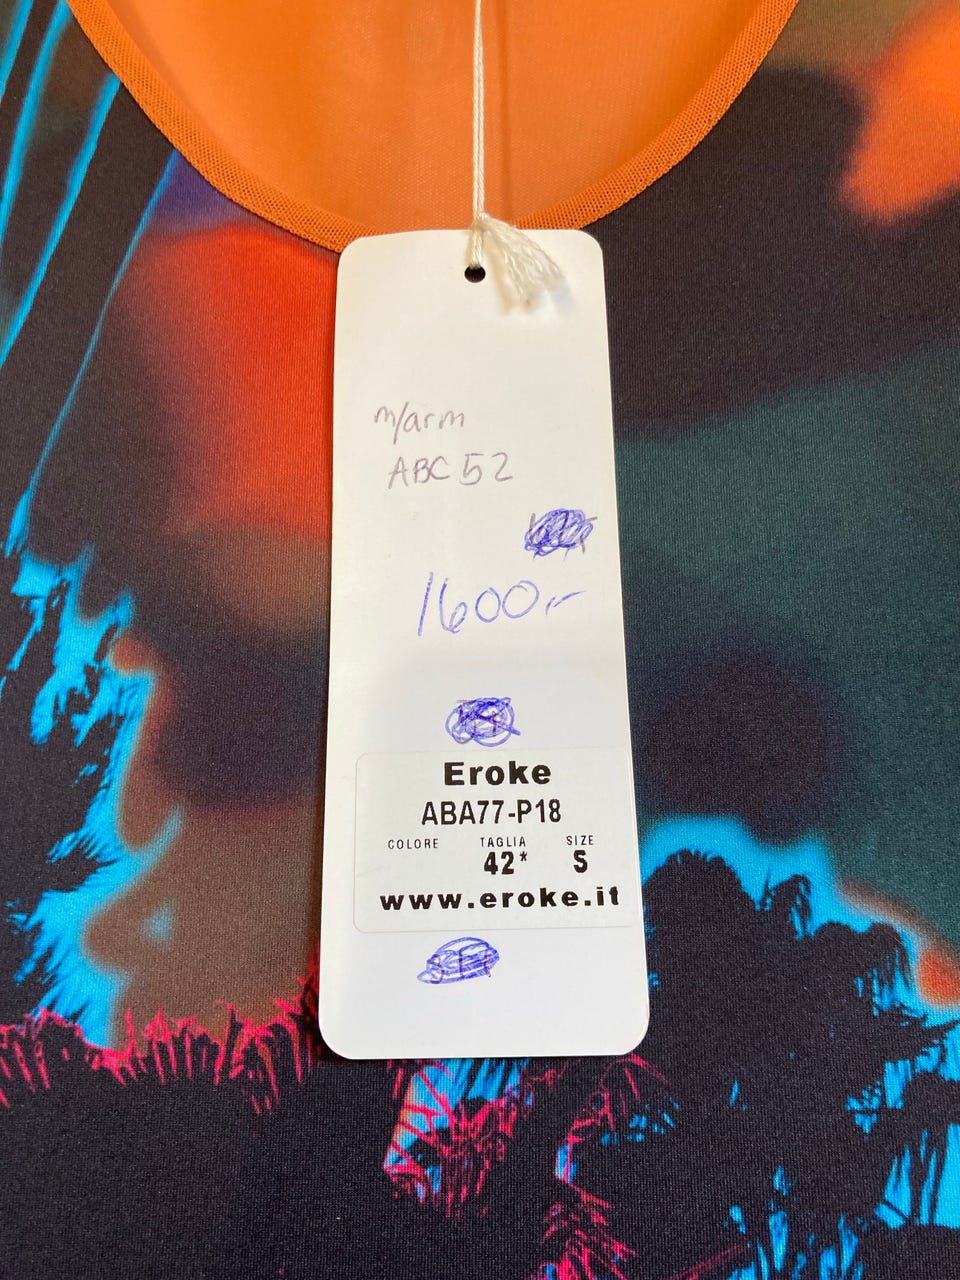 m/arm
ABC 52
1600,-
Eroke
ABA77-P18
COLORE TAGLIA SIZE
42* S
www.eroke.it